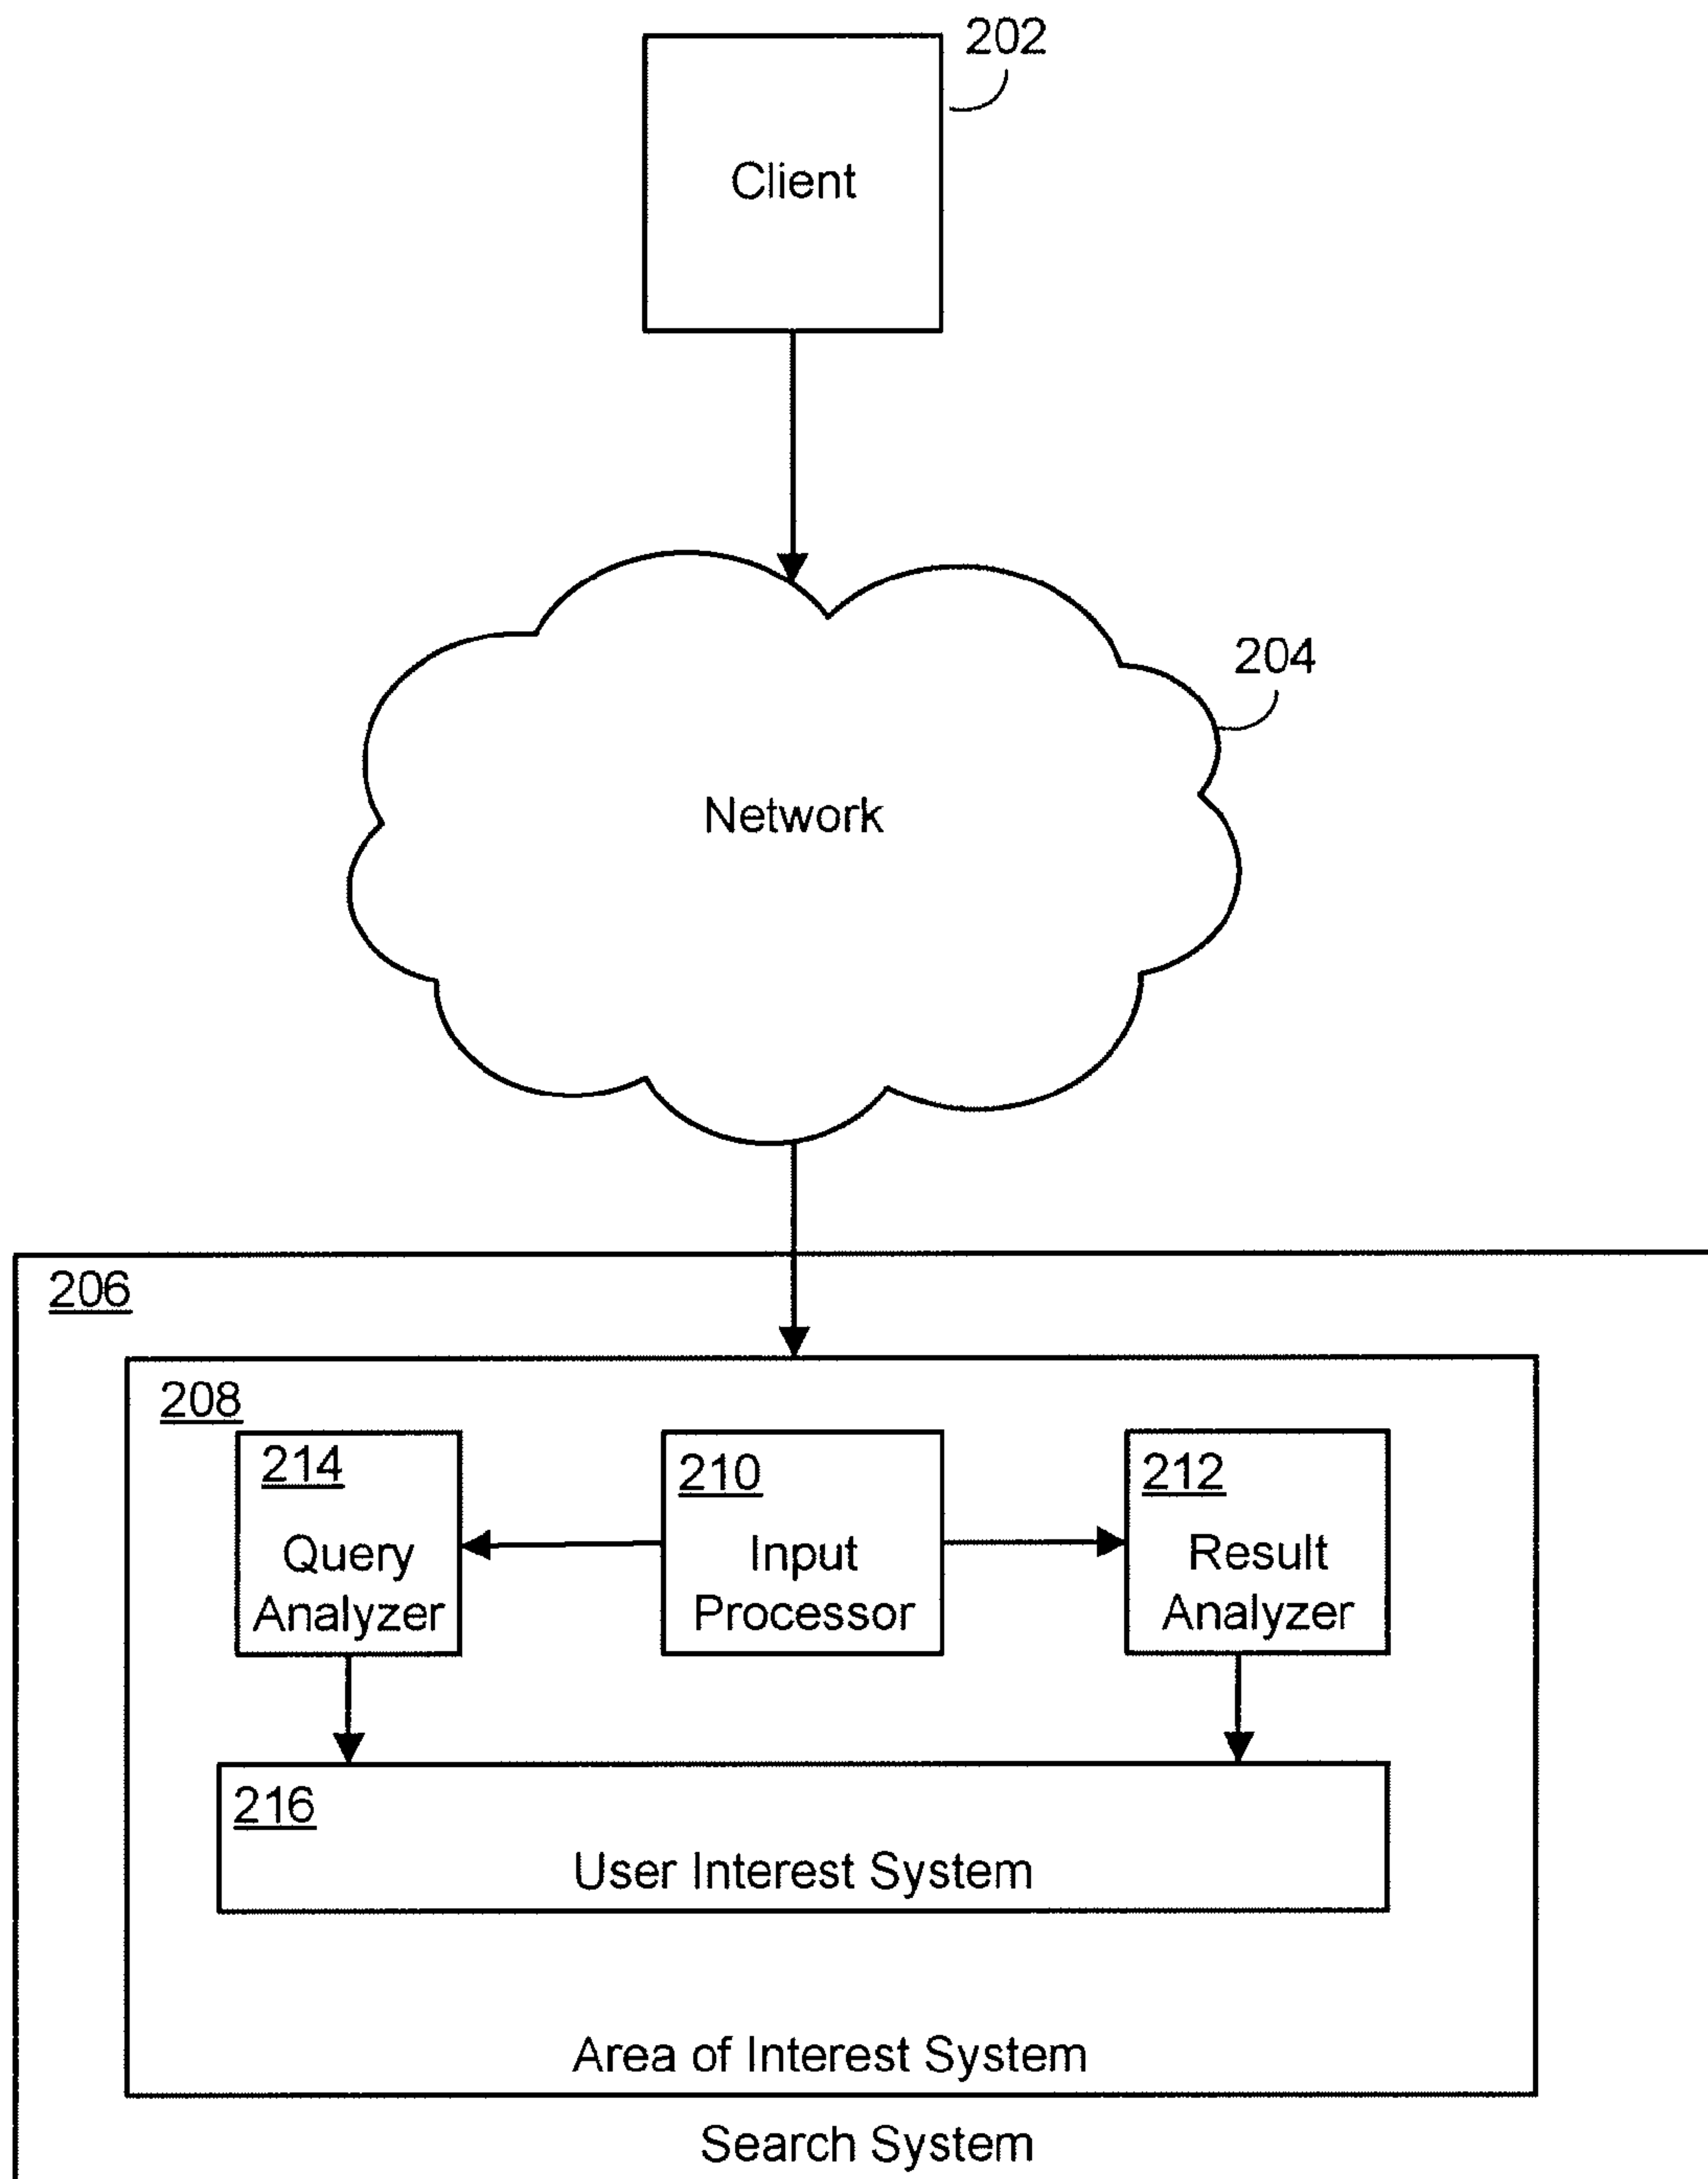 202
Client
204
Network
206
208
214
Query
Analyzer
210
Input
Processor
212
Result
Analyzer
216
User Interest System
Area of Interest System
Search System